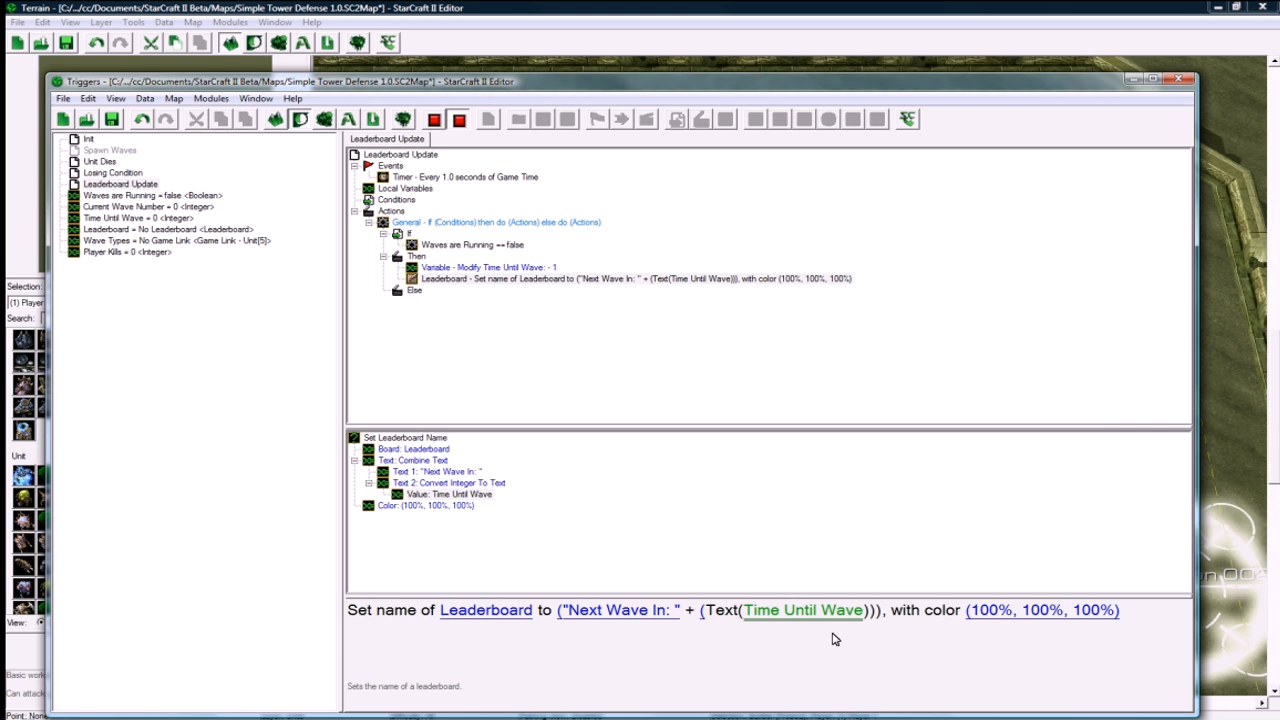 Terrain - [C:/.../cc/Documents/StarCraft II Beta/Maps/Simple Tower Defense 1.0.SC2Map*] - StarCraft II Editor
File Edit View Layer Tools Data Map Modules Window Help
Triggers - [C:/.../cc/Documents/StarCraft II Beta/Maps/Simple Tower Defense 1.0.SC2Map*] - StarCraft II Editor
File Edit View Data Map Modules Window Help
Init
Spawn Waves
Unit Dies
Losing Condition
Leaderboard Update
Waves are Running = false <Boolean>
Current Wave Number = 0 <Integer>
Time Until Wave = 0 <Integer>
Leaderboard = No Leaderboard <Leaderboard>
Wave Types = No Game Link <Game Link - Unit[5]>
Player Kills = 0 <Integer>
Leaderboard Update
Leaderboard Update
Events
Timer - Every 1.0 seconds of Game Time
Local Variables
Conditions
Actions
General - If (Conditions) then do (Actions) else do (Actions)
If
Waves are Running == false
Then
Variable - Modify Time Until Wave: - 1
Leaderboard - Set name of Leaderboard to ("Next Wave In: " + (Text(Time Until Wave))), with color (100%, 100%, 100%)
Else
Selection:
(1) Player
Search:
Unit
View:
Basic work
Can attack
Point: None
Set Leaderboard Name
Board: Leaderboard
Text: Combine Text
Text 1: "Next Wave In: "
Text 2: Convert Integer To Text
Value: Time Until Wave
Color: (100%, 100%, 100%)
Set name of Leaderboard to ("Next Wave In: " + (Text(Time Until Wave))), with color (100%, 100%, 100%)
Sets the name of a leaderboard.